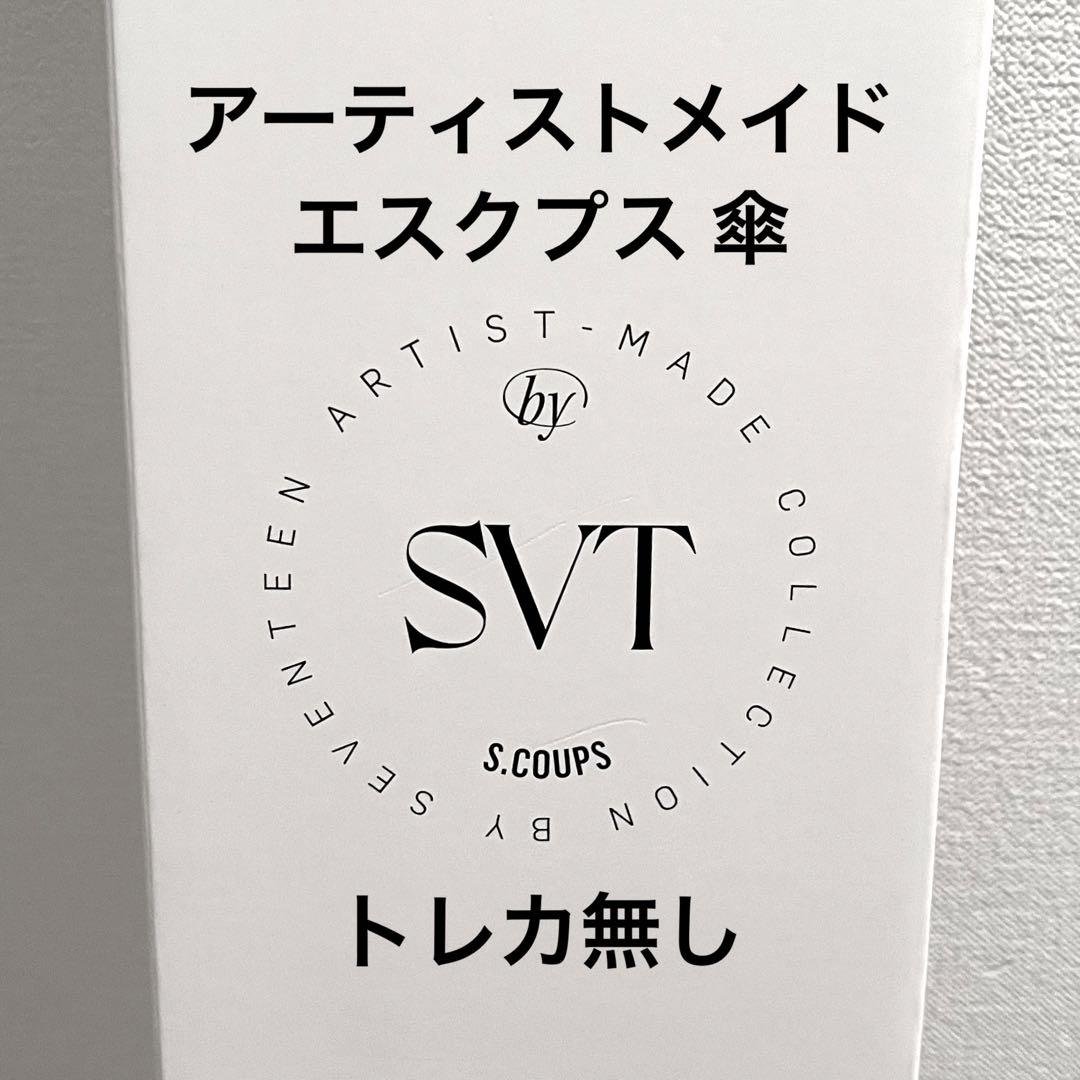 アーティストメイド
エスクプス 傘
ARTIST-MADE COLLECTION BY SEVENTEEN
by
SVT
S.COUPS
トレカ無し